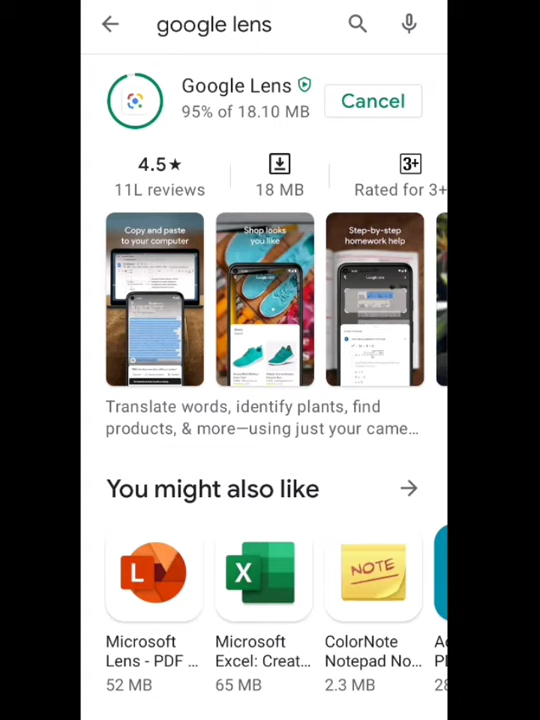 google lens
Google Lens
95% of 18.10 MB
Cancel
4.5★
11L reviews
18 MB
3+
Rated for 3+
Copy and paste
to your computer
Shop looks
you like
Step-by-step
homework help
Translate words, identify plants, find
products, & more—using just your came...
You might also like
L
X
NOTE
Microsoft
Lens - PDF ...
52 MB
Microsoft
Excel: Creat...
65 MB
ColorNote
Notepad No...
2.3 MB